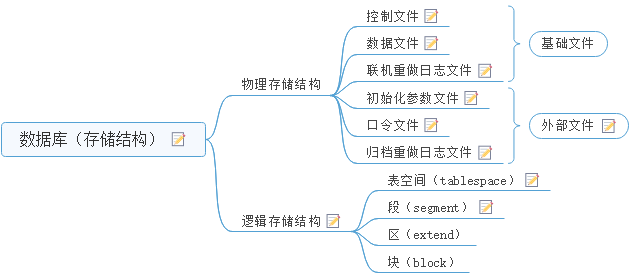 数据库（存储结构）
物理存储结构
控制文件
数据文件
联机重做日志文件
基础文件
初始化参数文件
口令文件
归档重做日志文件
外部文件
逻辑存储结构
表空间（tablespace）
段（segment）
区（extend）
块（block）